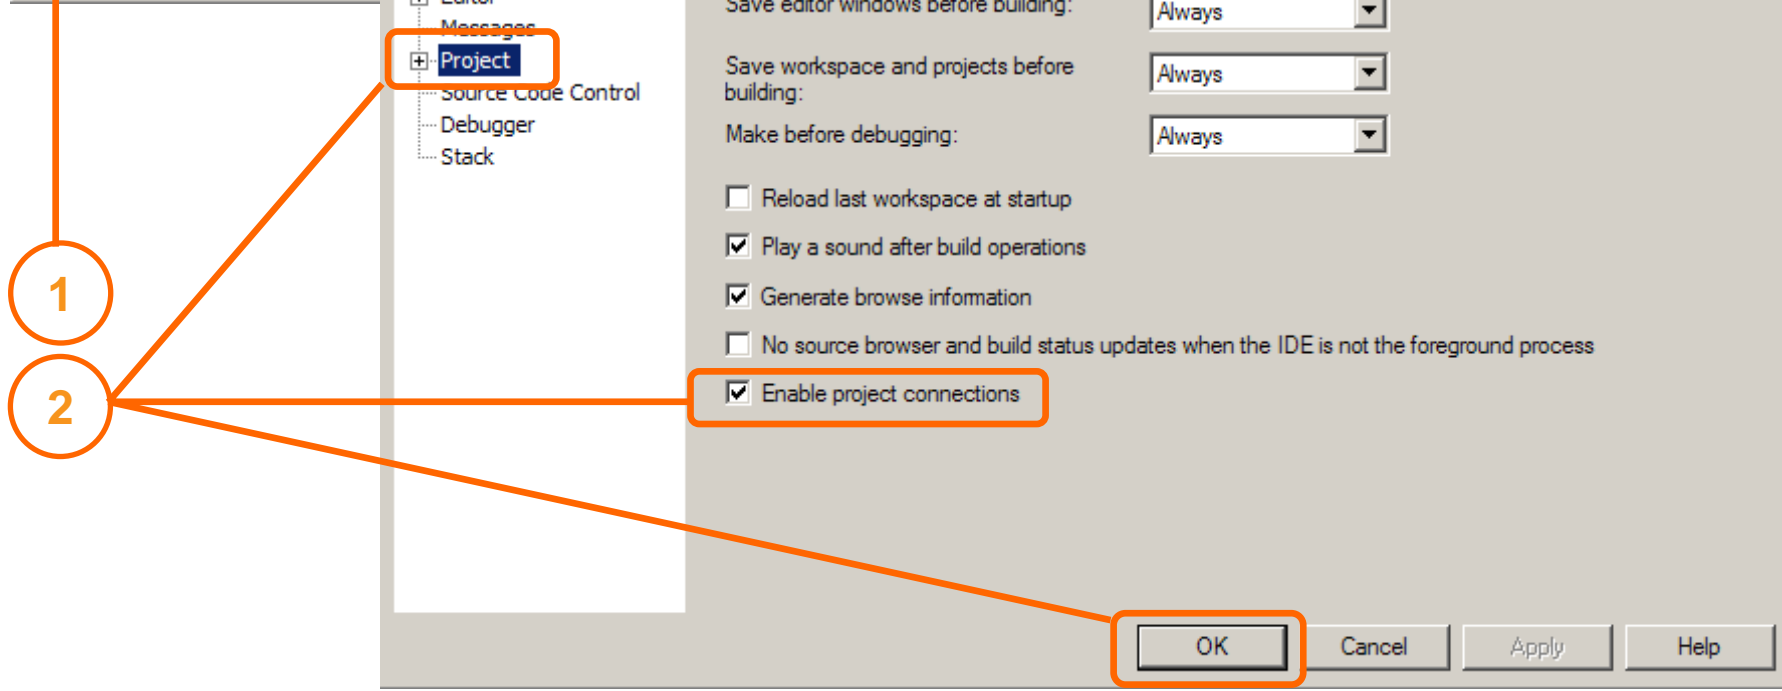 Editor
Save editor windows before building:
Always
Messages
Project
Save workspace and projects before
building:
Always
Source Code Control
Debugger
Make before debugging:
Always
Stack
Reload last workspace at startup
Play a sound after build operations
1
Generate browse information
No source browser and build status updates when the IDE is not the foreground process
2
Enable project connections
OK
Cancel
Apply
Help